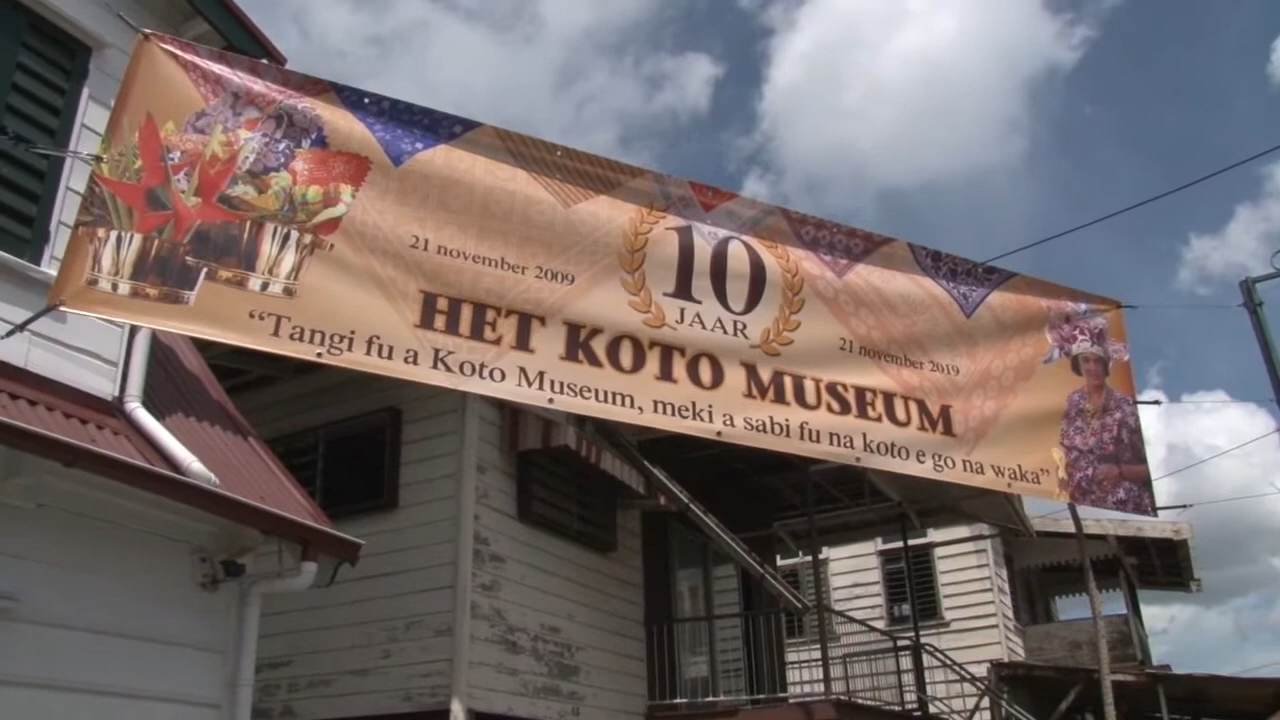 21 november 2009
10
JAAR
21 november 2019
HET KOTO MUSEUM
“Tangi fu a Koto Museum, meki a sabi fu na koto e go na waka”